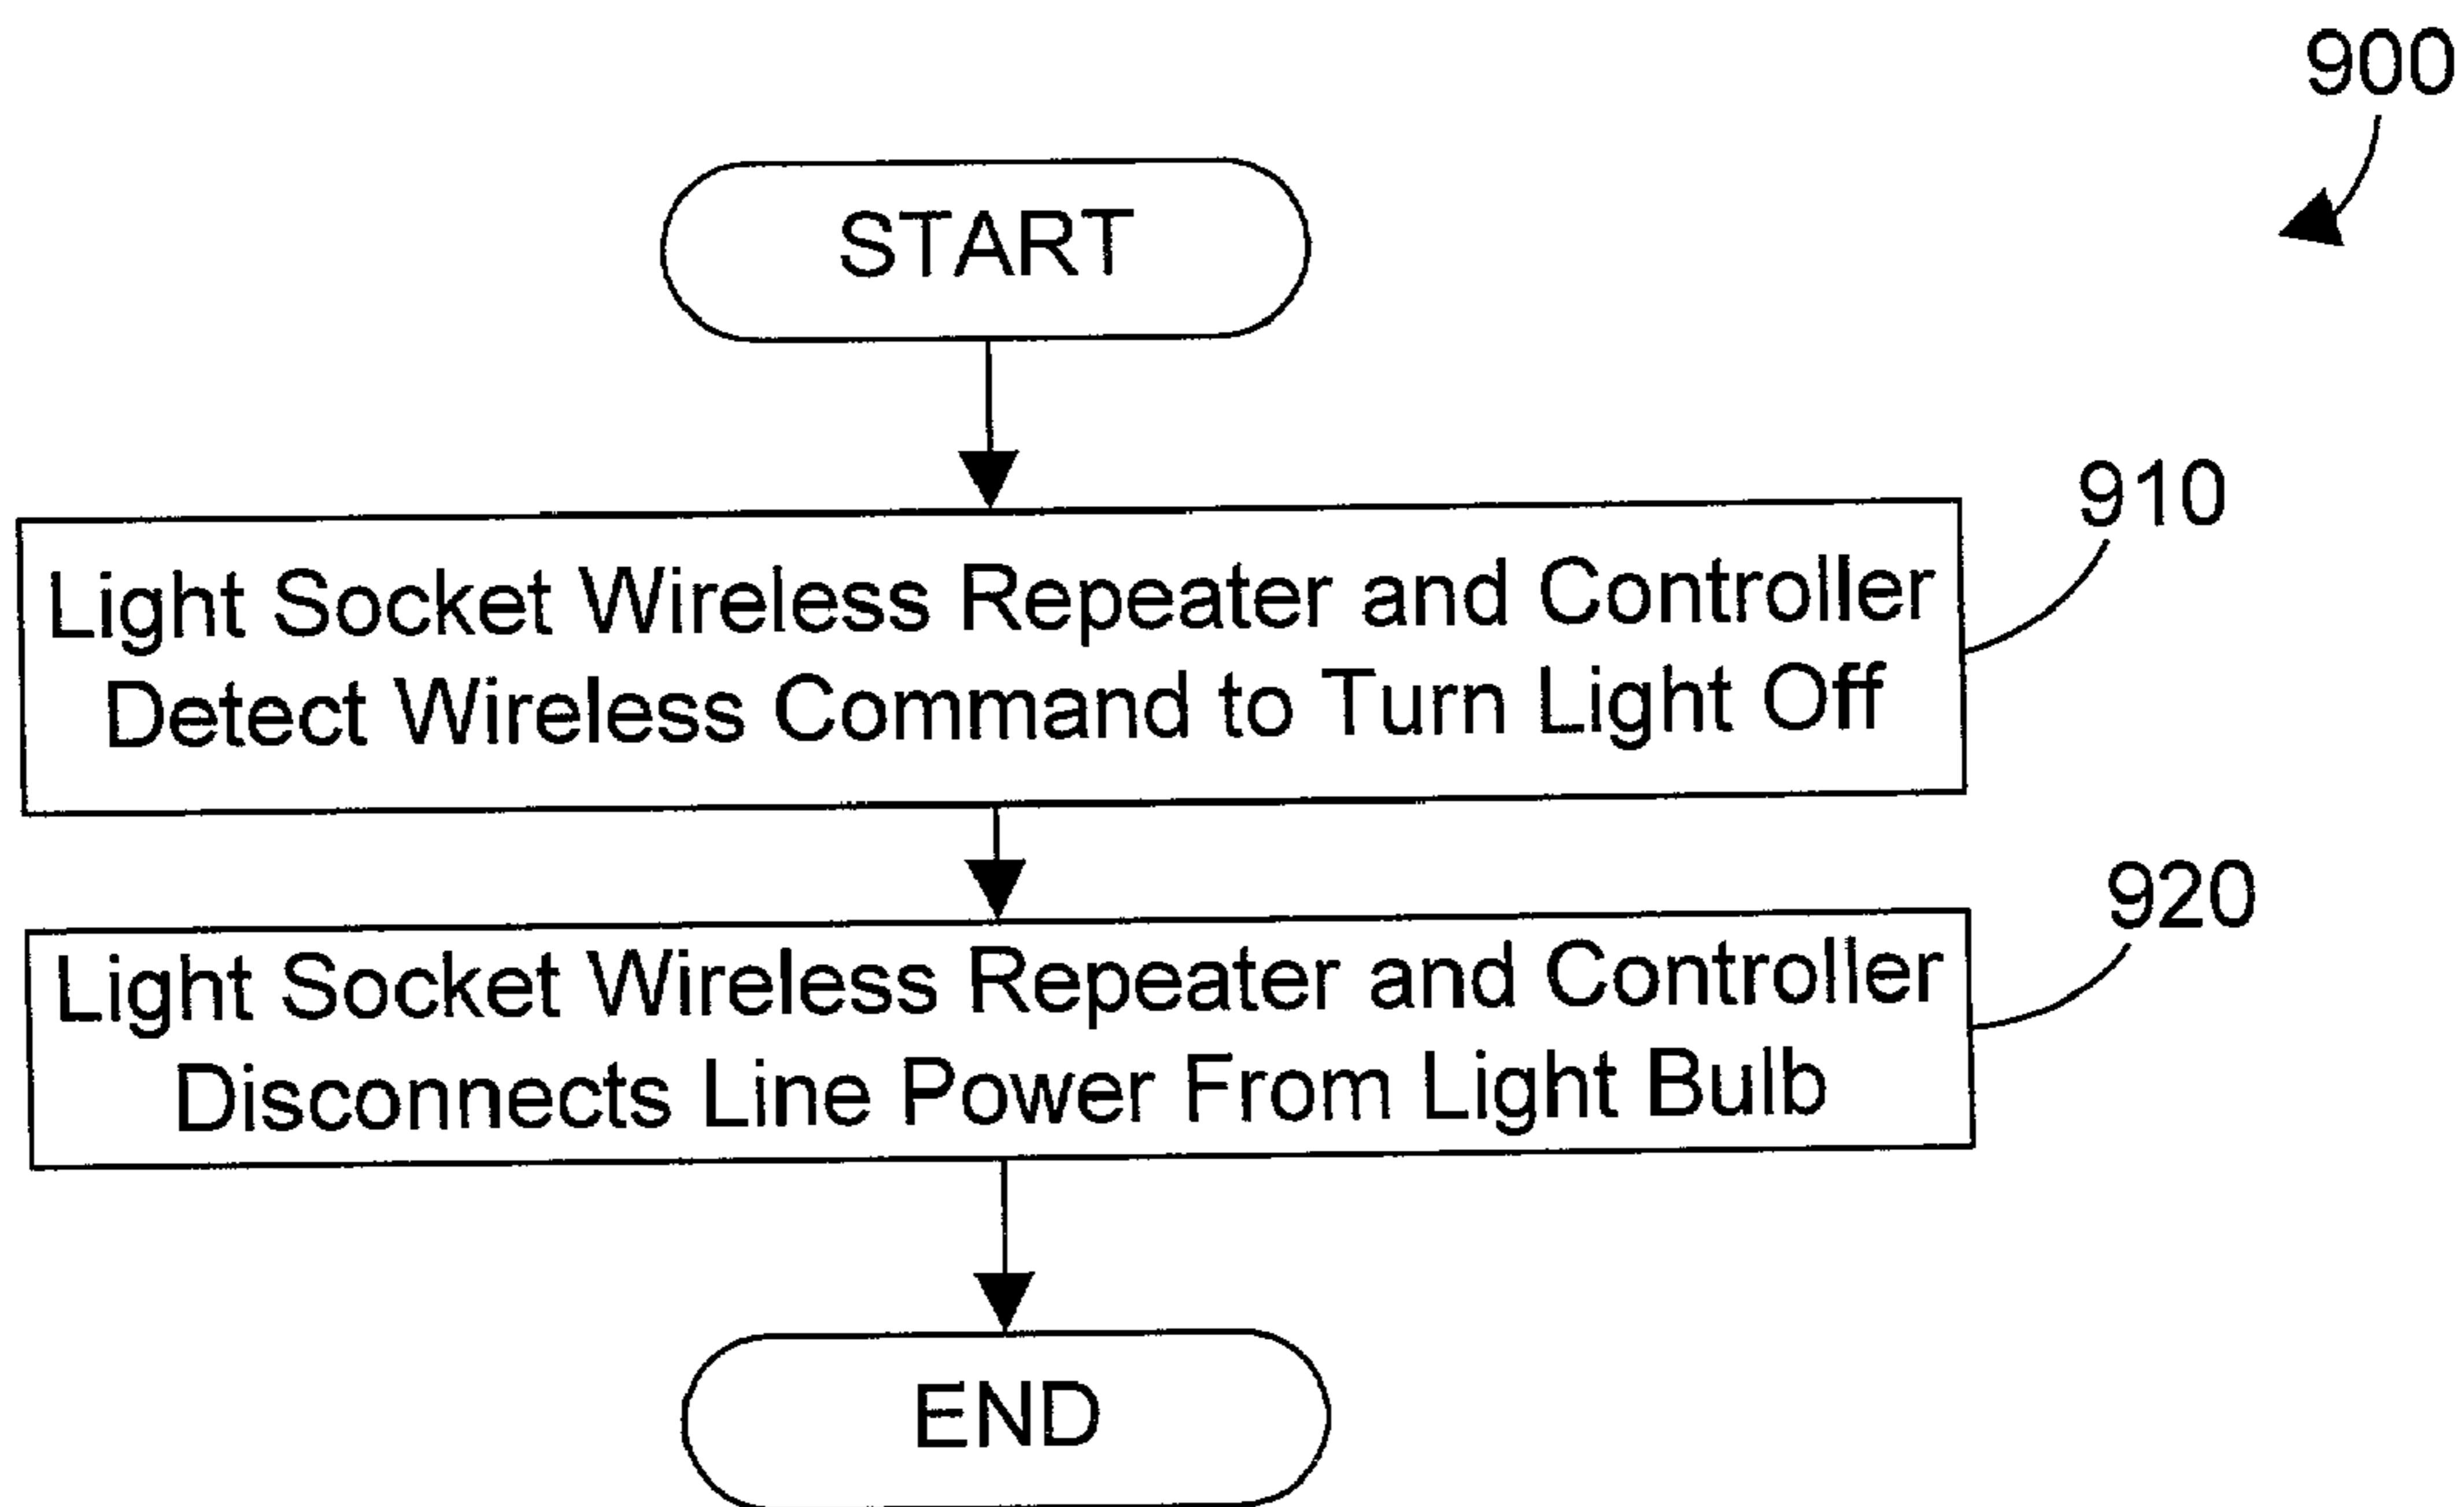 900
START
910
Light Socket Wireless Repeater and Controller
Detect Wireless Command to Turn Light Off
920
Light Socket Wireless Repeater and Controller
Disconnects Line Power From Light Bulb
END